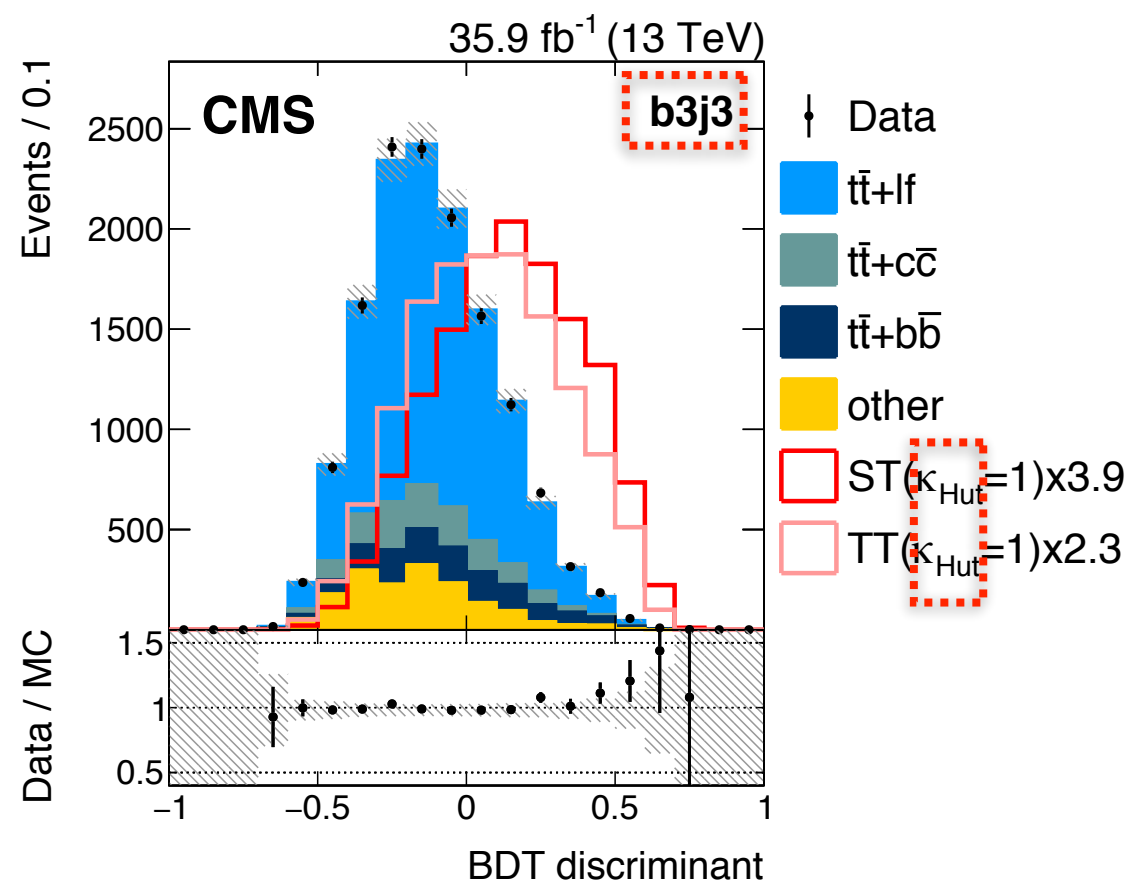 35.9 fb⁻¹ (13 TeV)
Events / 0.1
CMS
b3j3
2500
2000
1500
1000
500
Data
tt̄+lf
tt̄+cc̄
tt̄+bb̄
other
ST(κ_Hut=1)x3.9
TT(κ_Hut=1)x2.3
Data / MC
1.5
1
0.5
−1 −0.5 0 0.5 1
BDT discriminant